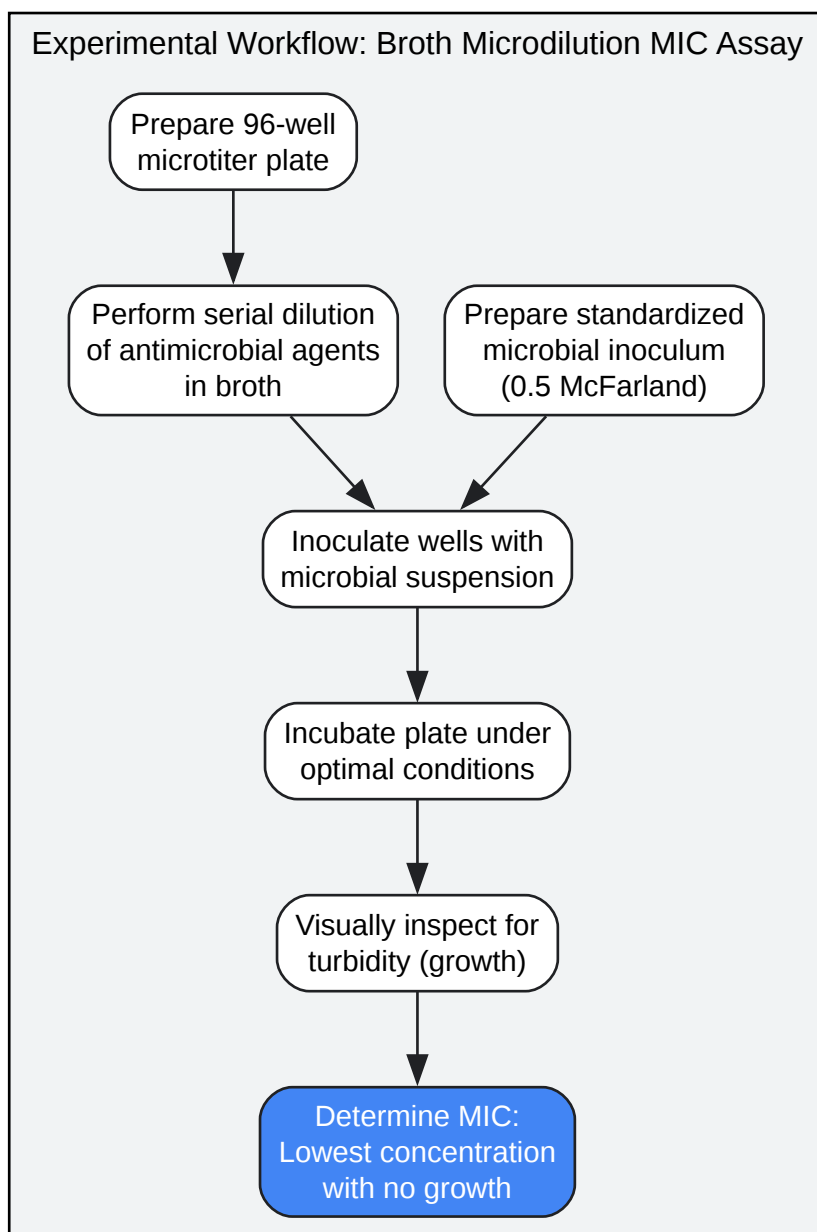 Experimental Workflow: Broth Microdilution MIC Assay
Prepare 96-well
microtiter plate
Perform serial dilution
of antimicrobial agents
in broth
Prepare standardized
microbial inoculum
(0.5 McFarland)
Inoculate wells with
microbial suspension
Incubate plate under
optimal conditions
Visually inspect for
turbidity (growth)
Determine MIC:
Lowest concentration
with no growth